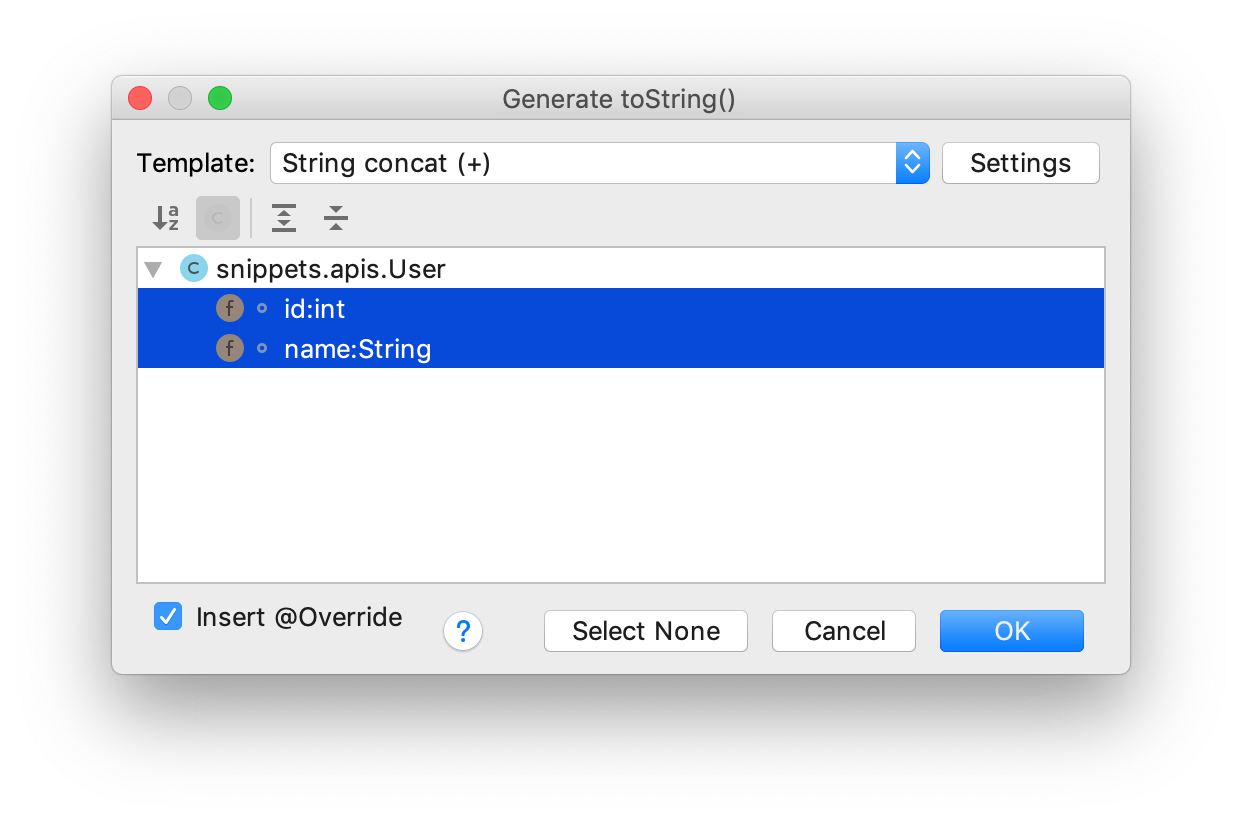 Generate toString()
Template: String concat (+) Settings
snippets.apis.User
id:int
name:String
Insert @Override ? Select None Cancel OK